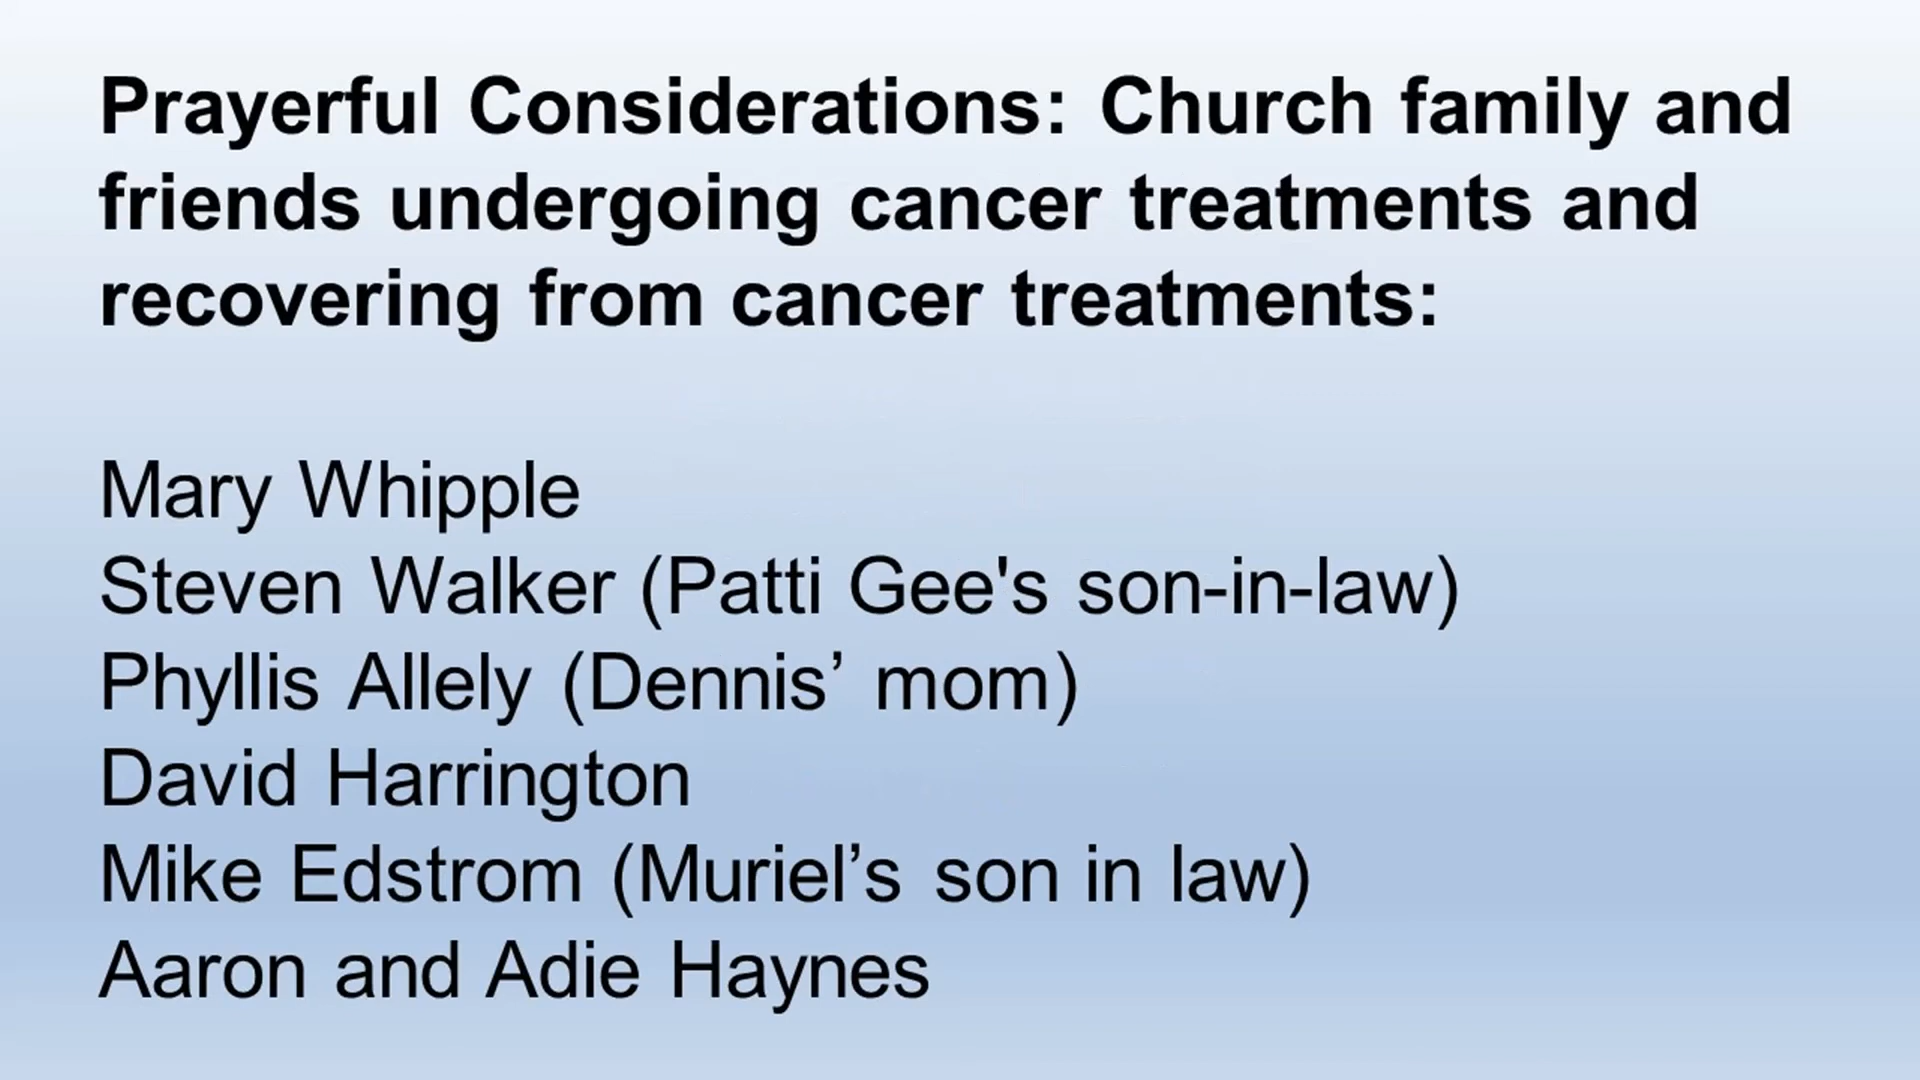 Prayerful Considerations: Church family and
friends undergoing cancer treatments and
recovering from cancer treatments:
Mary Whipple
Steven Walker (Patti Gee's son-in-law)
Phyllis Allely (Dennis’ mom)
David Harrington
Mike Edstrom (Muriel’s son in law)
Aaron and Adie Haynes